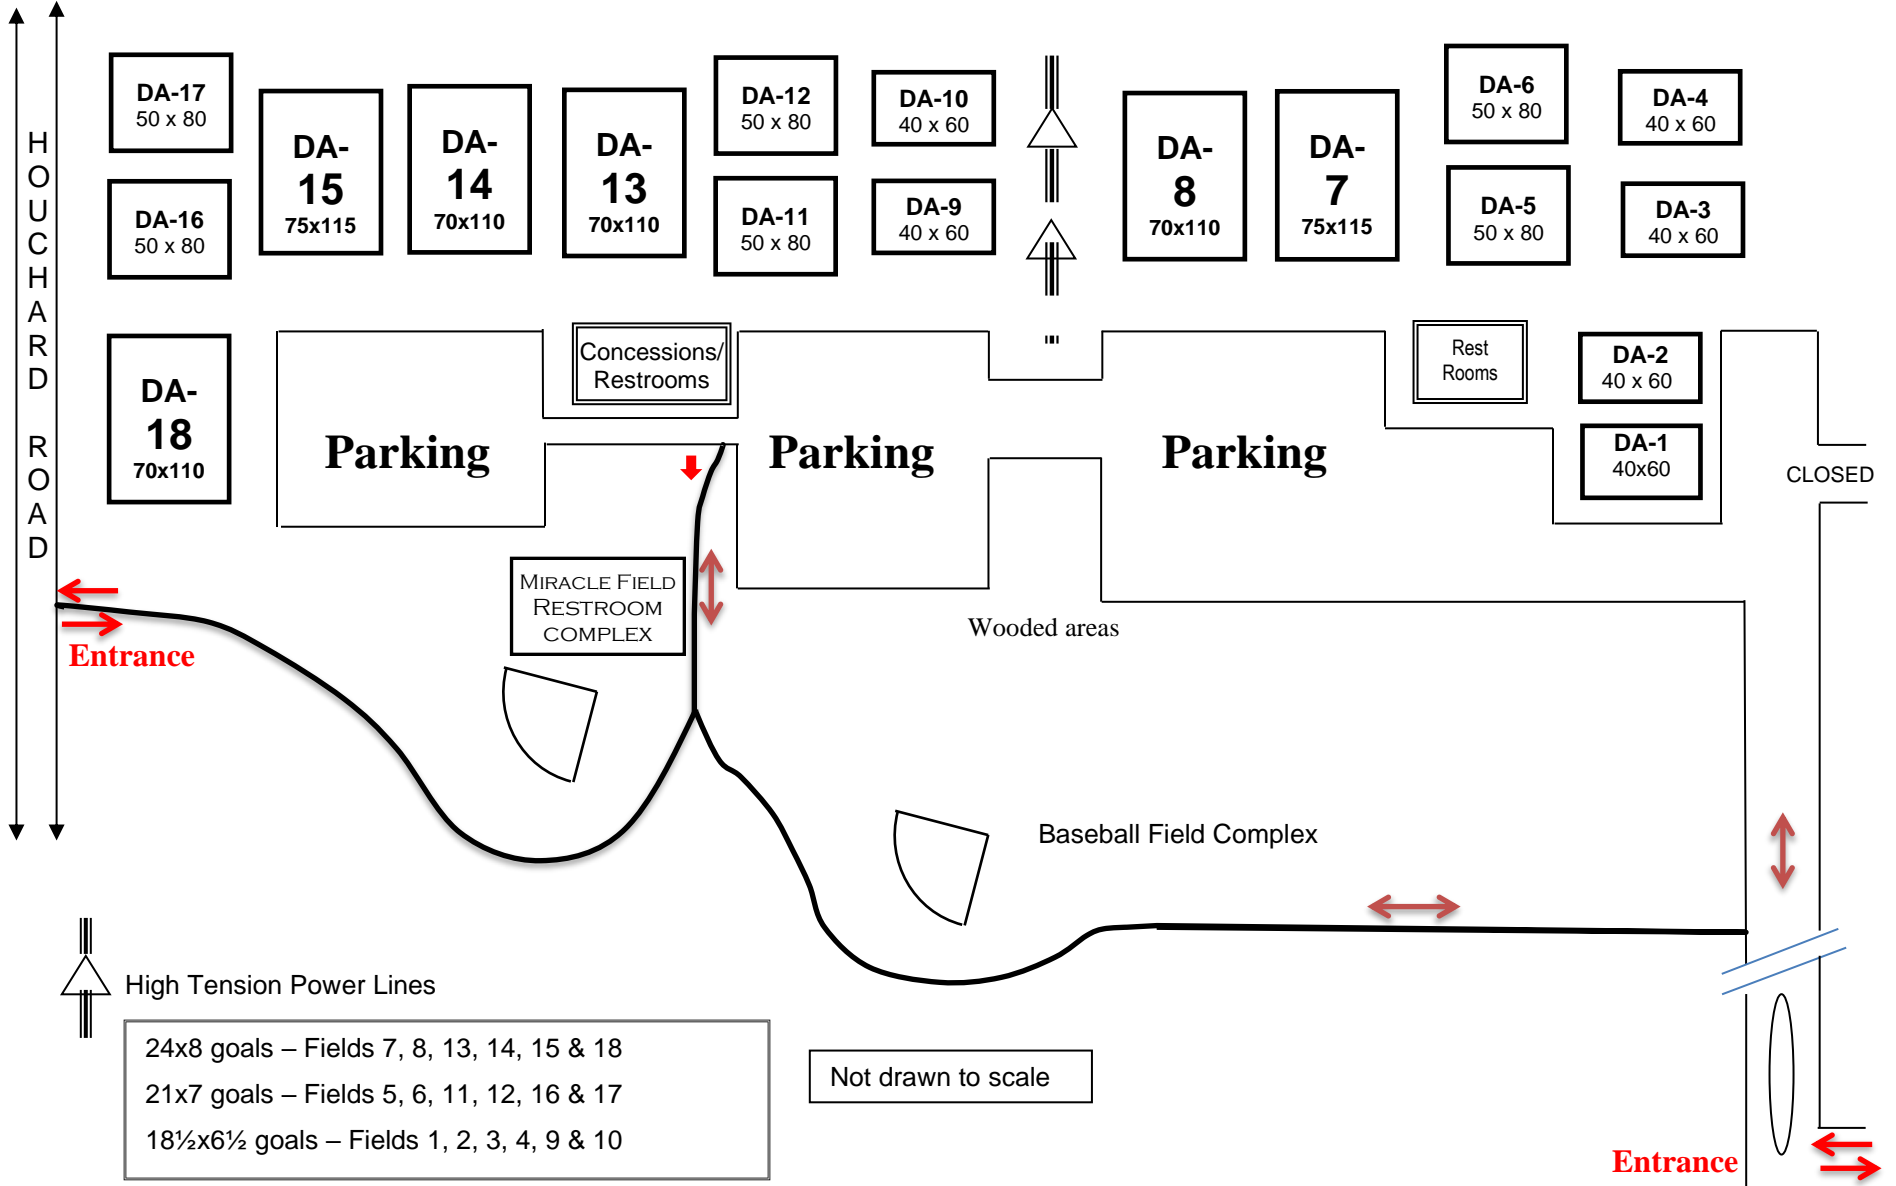 HOUCHARD ROAD
DA-17
50 x 80
DA-16
50 x 80
DA-
15
75x115
DA-
14
70x110
DA-
13
70x110
DA-12
50 x 80
DA-11
50 x 80
DA-10
40 x 60
DA-9
40 x 60
DA-
8
70x110
DA-
7
75x115
DA-6
50 x 80
DA-5
50 x 80
DA-4
40 x 60
DA-3
40 x 60
DA-
18
70x110
Parking
Concessions/
Restrooms
Parking
Parking
Rest
Rooms
DA-2
40 x 60
DA-1
40x60
CLOSED
MIRACLE FIELD
RESTROOM
COMPLEX
Wooded areas
Entrance
Baseball Field Complex
High Tension Power Lines
24x8 goals – Fields 7, 8, 13, 14, 15 & 18
21x7 goals – Fields 5, 6, 11, 12, 16 & 17
18½x6½ goals – Fields 1, 2, 3, 4, 9 & 10
Not drawn to scale
Entrance